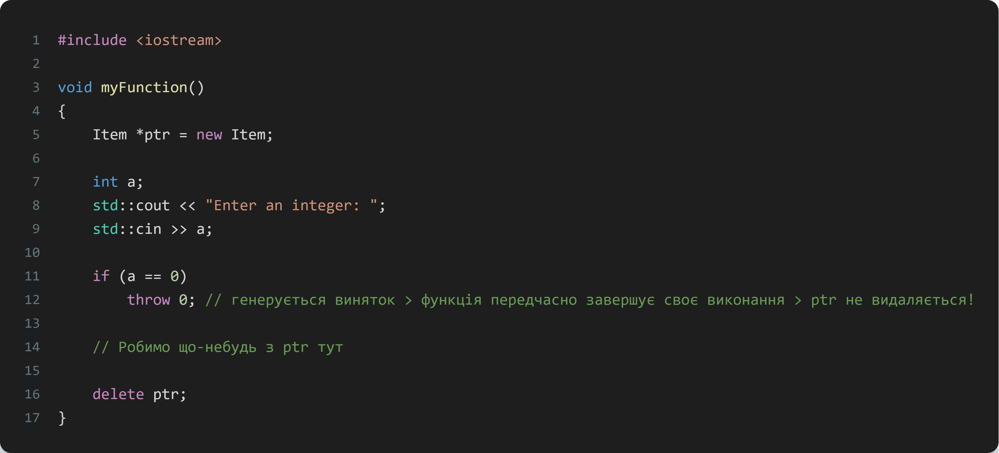 1 #include <iostream>
2
3 void myFunction()
4 {
5     Item *ptr = new Item;
6
7     int a;
8     std::cout << "Enter an integer: ";
9     std::cin >> a;
10
11     if (a == 0)
12         throw 0; // генерується виняток > функція передчасно завершує своє виконання > ptr не видаляється!
13
14     // Робимо що-небудь з ptr тут
15
16     delete ptr;
17 }